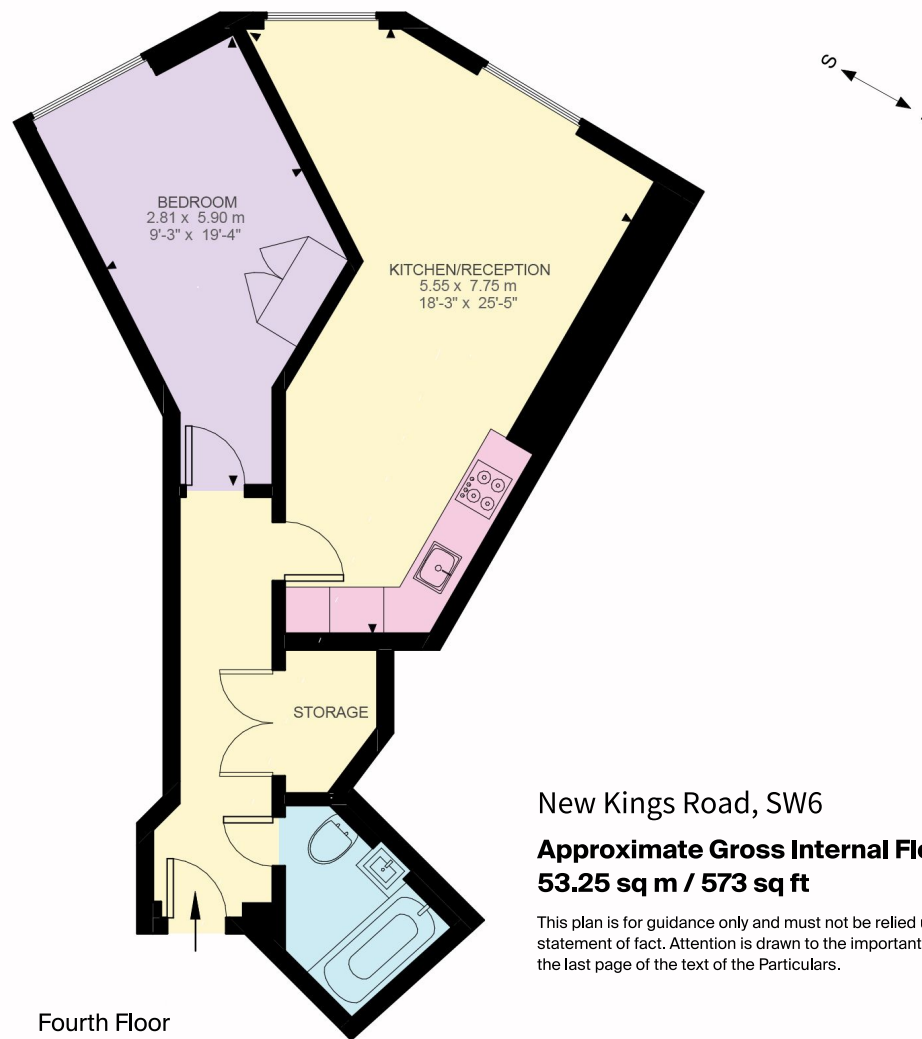 S
BEDROOM
2.81 x 5.90 m
9'-3" x 19'-4"
KITCHEN/RECEPTION
5.55 x 7.75 m
18'-3" x 25'-5"
STORAGE
New Kings Road, SW6
Approximate Gross Internal
53.25 sq m / 573 sq ft
This plan is for guidance only and must not be relied
statement of fact. Attention is drawn to the important
the last page of the text of the Particulars.
Fourth Floor